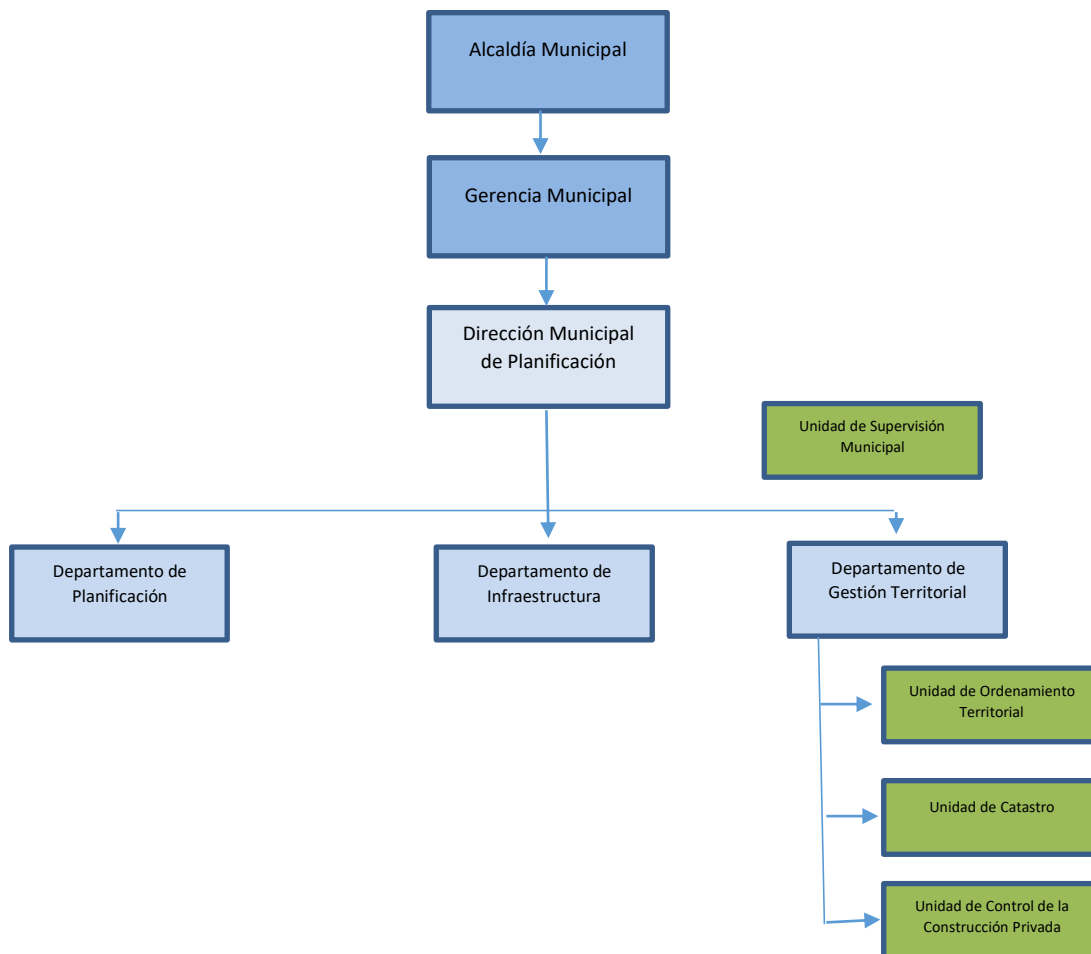 Alcaldía Municipal
Gerencia Municipal
Dirección Municipal
de Planificación
Unidad de Supervisión
Municipal
Departamento de
Planificación
Departamento de
Infraestructura
Departamento de
Gestión Territorial
Unidad de Ordenamiento
Territorial
Unidad de Catastro
Unidad de Control de la
Construcción Privada